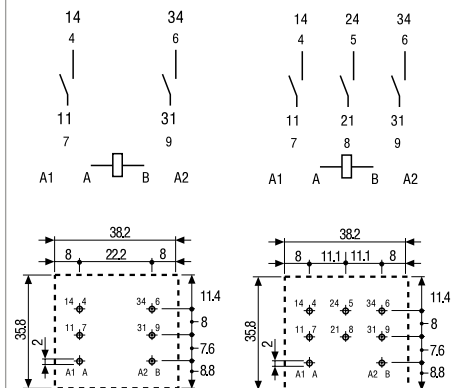 14 34 14 24 34
4 6 4 5 6
11 31 11 21 31
7 9 7 8 9
A1 A B A2 A1 A B A2
38.2 38.2
8 22.2 8 8 11.1 11.1 8
11.4 11.4
14 4 34 6 14 4 24 5 34 6
35.8 8 35.8 8
11 7 31 9 11 7 21 8 31 9
2 7.6 2 7.6
A1 A A2 B A1 A A2 B
8.8 8.8